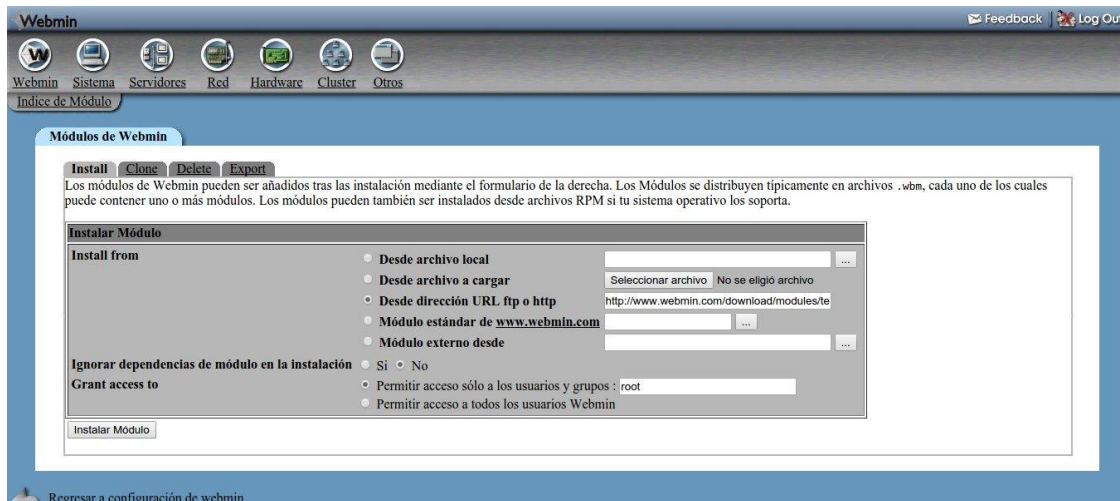 Webmin
Feedback Log Ou
Webmin Sistema Servidores Red Hardware Cluster Otros
Indice de Módulo
Módulos de Webmin
Install Clone Delete Export
Los módulos de Webmin pueden ser añadidos tras las instalación mediante el formulario de la derecha. Los Módulos se distribuyen típicamente en archivos .wbm, cada uno de los cuales
puede contener uno o más módulos. Los módulos pueden también ser instalados desde archivos RPM si tu sistema operativo los soporta.
Instalar Módulo
Install from
Desde archivo local ...
Desde archivo a cargar Seleccionar archivo No se eligió archivo
Desde dirección URL ftp o http http://www.webmin.com/download/modules/te
Módulo estándar de www.webmin.com ...
Módulo externo desde ...
Ignorar dependencias de módulo en la instalación Si No
Grant access to Permitir acceso sólo a los usuarios y grupos : root
Permitir acceso a todos los usuarios Webmin
Instalar Módulo
Regresar a configuración de webmin